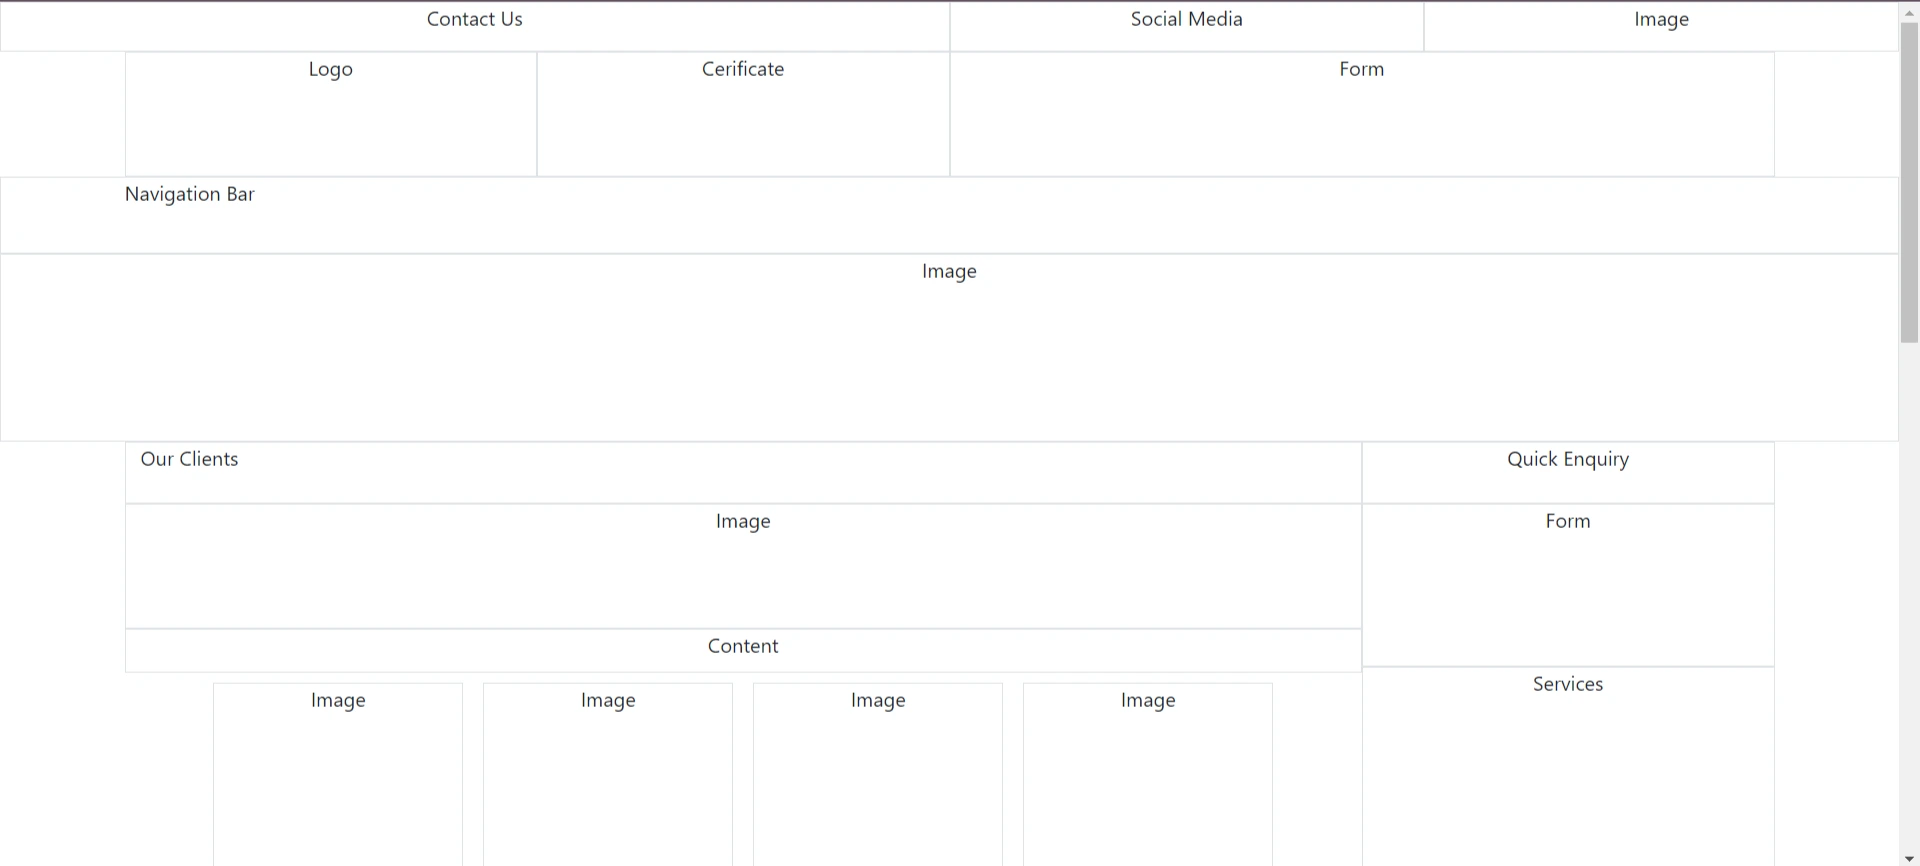 Contact Us
Social Media
Image
Logo
Cerificate
Form
Navigation Bar
Image
Our Clients
Quick Enquiry
Image
Form
Content
Services
Image
Image
Image
Image